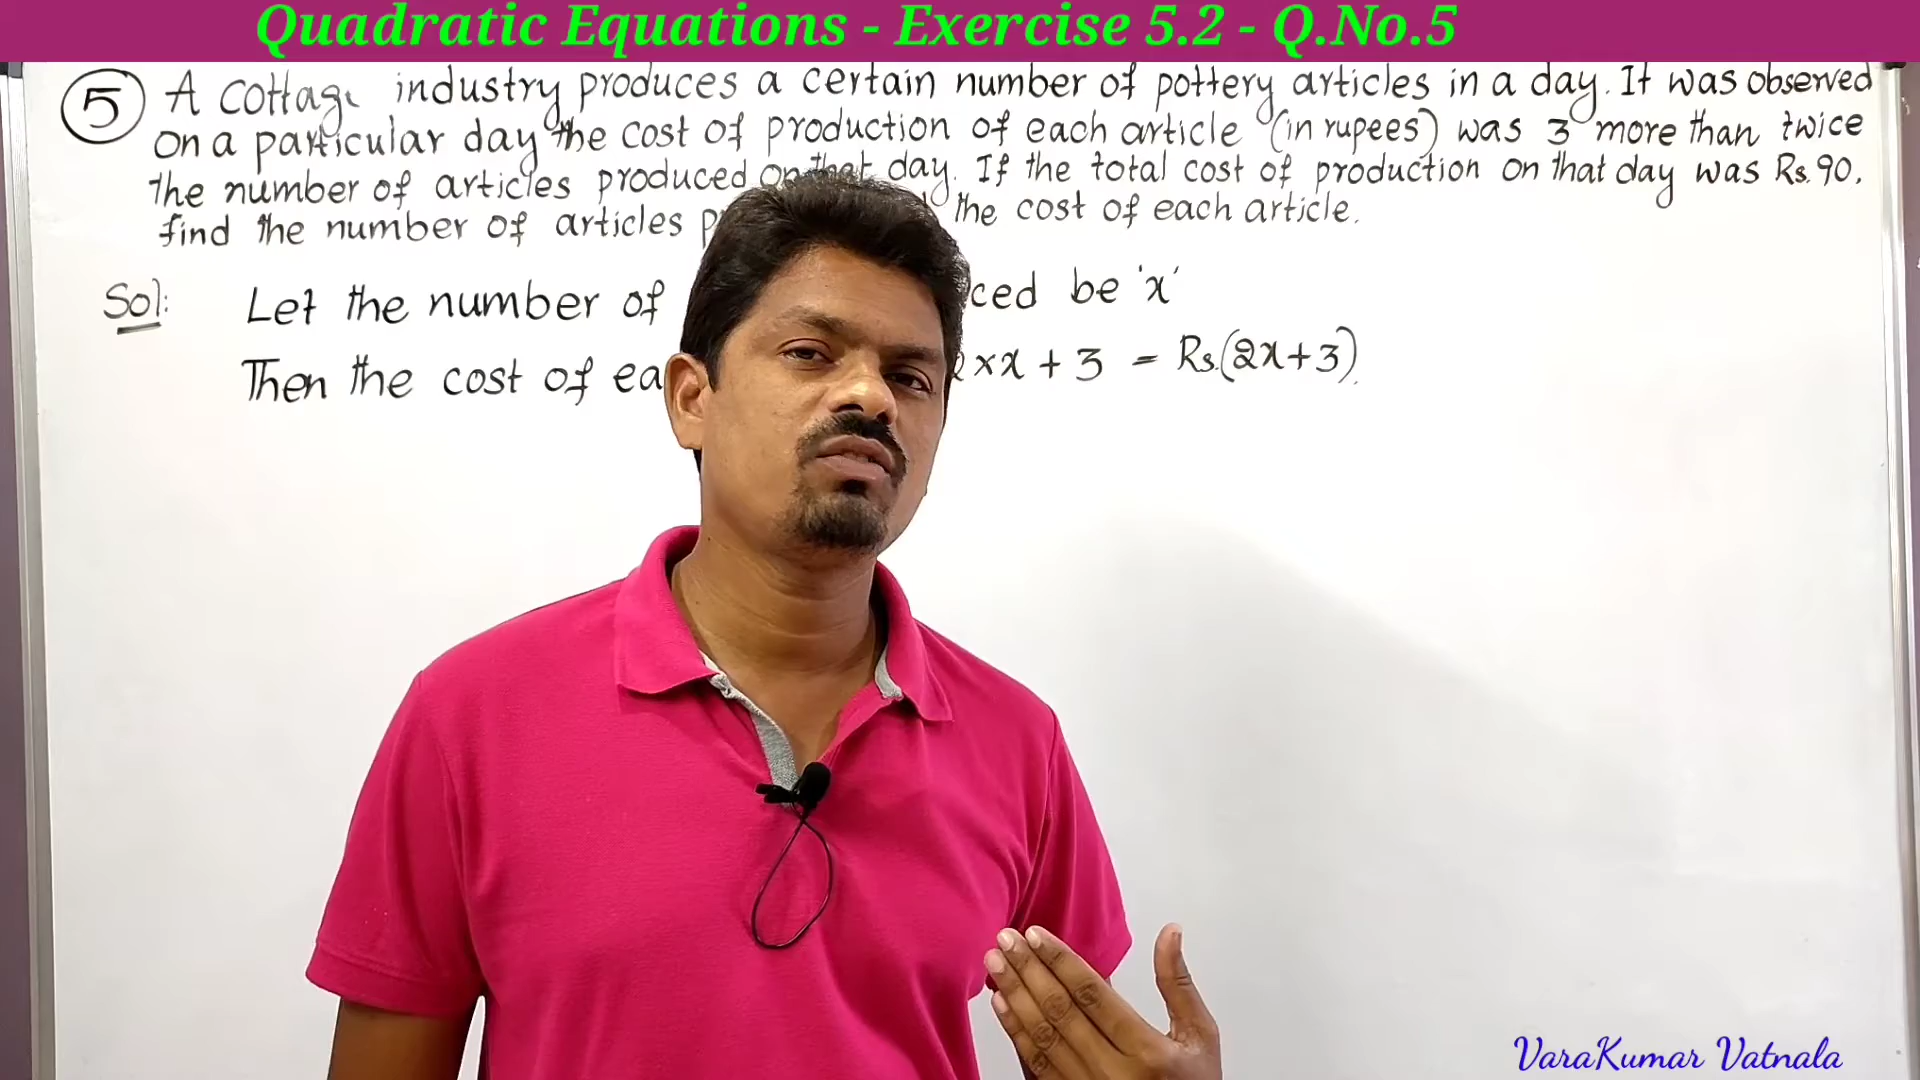 Quadratic Equations - Exercise 5.2 - Q.No.5
5 A cottage industry produces a certain number of pottery articles in a day. It was observed
on a particular day the cost of production of each article (in rupees) was 3 more than twice
the number of articles produced on that day. If the total cost of production on that day was Rs.90,
find the number of articles the cost of each article.
Sol: Let the number of be 'x'
Then the cost of 2×x + 3 = Rs.(2x+3).
VaraKumar Vatnala